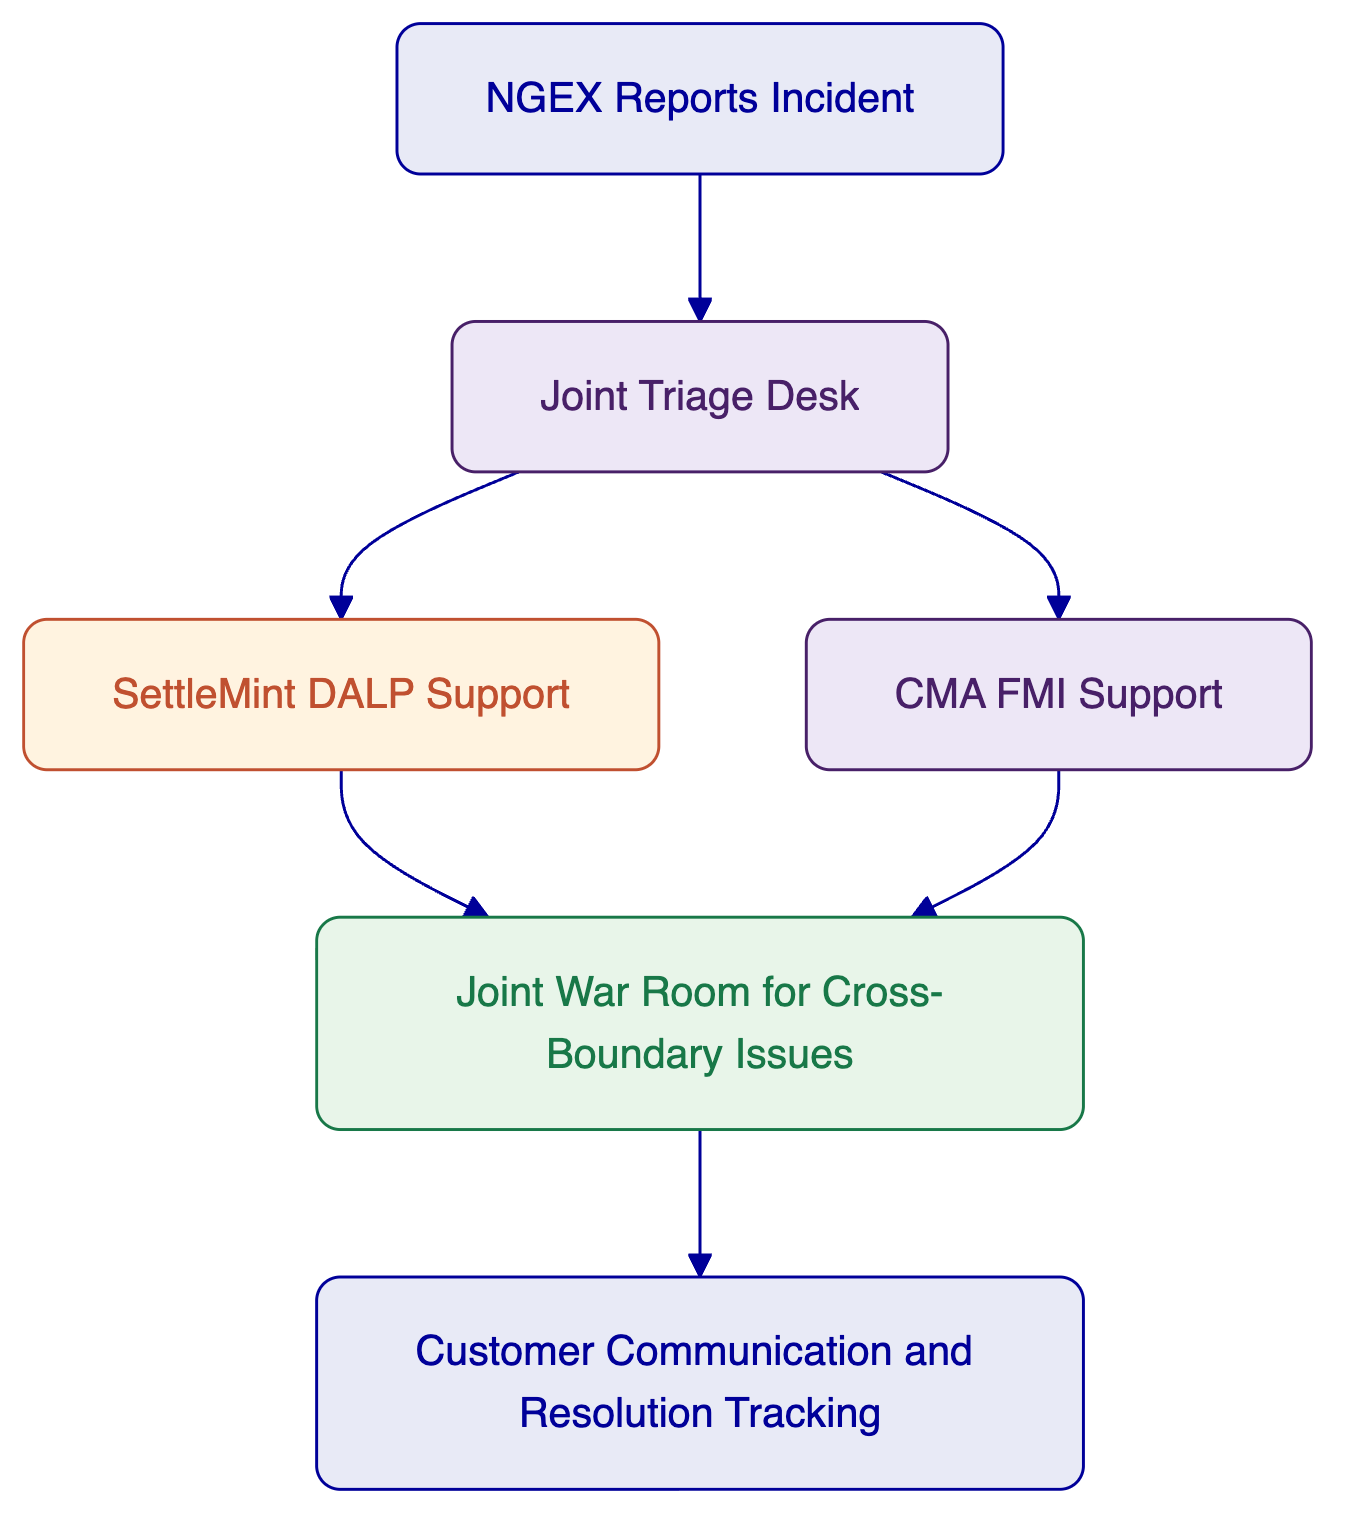 NGEX Reports Incident
Joint Triage Desk
SettleMint DALP Support
CMA FMI Support
Joint War Room for Cross-
Boundary Issues
Customer Communication and
Resolution Tracking